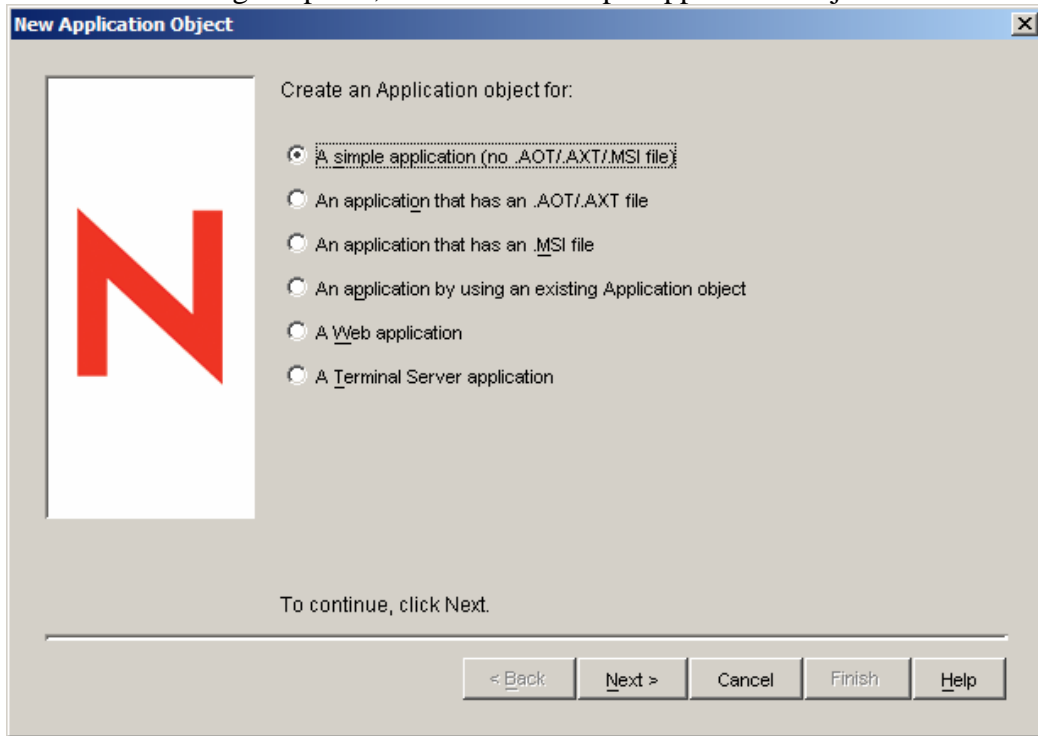 New Application Object
Create an Application object for:
A simple application (no .AOT/.AXT/.MSI file)
An application that has an .AOT/.AXT file
An application that has an .MSI file
An application by using an existing Application object
A Web application
A Terminal Server application
To continue, click Next.
< Back Next > Cancel Finish Help